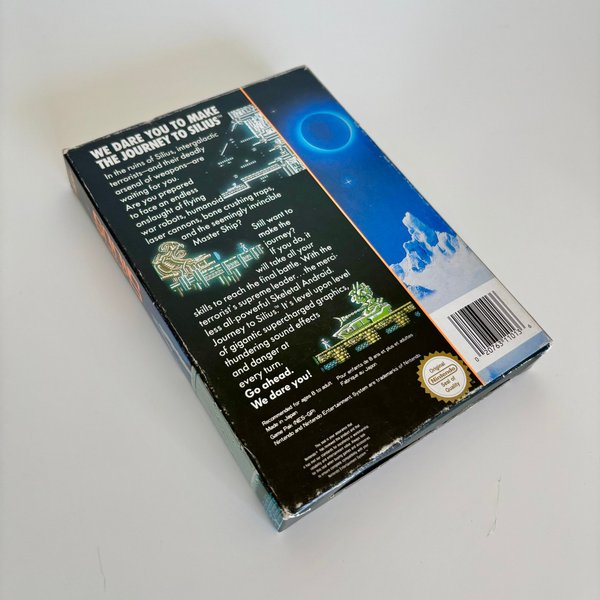 WE DARE YOU TO MAKE
THE JOURNEY TO SILIUS™
In the ruins of Silius, intergalactic
terrorists—and their deadly
arsenal of weapons—are
waiting for you.
Are you prepared
to face an endless
onslaught of flying
war robots, humanoid
laser cannons, bone crushing traps,
and the seemingly invincible
Master Ship?
Still want to
make the
journey?
If you do, it
will take all your
skills to reach the final battle. With the
terrorist's supreme leader...the merci-
less all-powerful Skeletal Android.
Journey to Silius.™ It's level upon level
of gigantic supercharged graphics,
thundering sound effects
and danger at
every turn.
Go ahead.
We dare you!
Recommended for ages 8 to adult.
Pour enfants de 8 ans et plus et adultes
Made in Japan
Fabrique au Japon
Game Pak (NES-GP)
Nintendo and Nintendo Entertainment System are trademarks of Nintendo
Original
Nintendo
Seal of
Quality